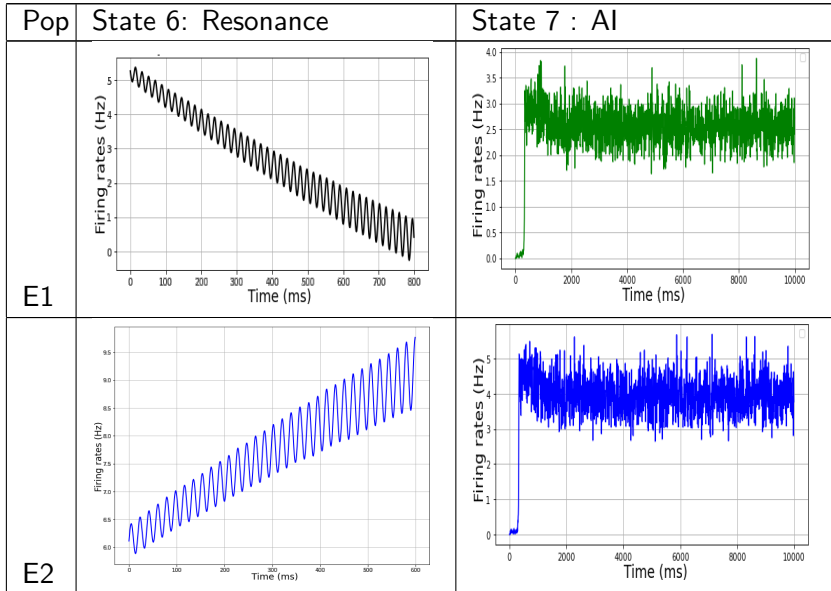 Pop State 6: Resonance State 7 : AI
Firing rates (Hz)
5
4
3
2
1
0
0 100 200 300 400 500 600 700 800
Time (ms)
Firing rates (Hz)
4.0
3.5
3.0
2.5
2.0
1.5
1.0
0.5
0.0
0 2000 4000 6000 8000 10000
Time (ms)
E1
Firing rates (Hz)
9.5
9.0
8.5
8.0
7.5
7.0
6.5
6.0
0 100 200 300 400 500 600
Time (ms)
Firing rates (Hz)
5
4
3
2
1
0
0 2000 4000 6000 8000 10000
Time (ms)
E2